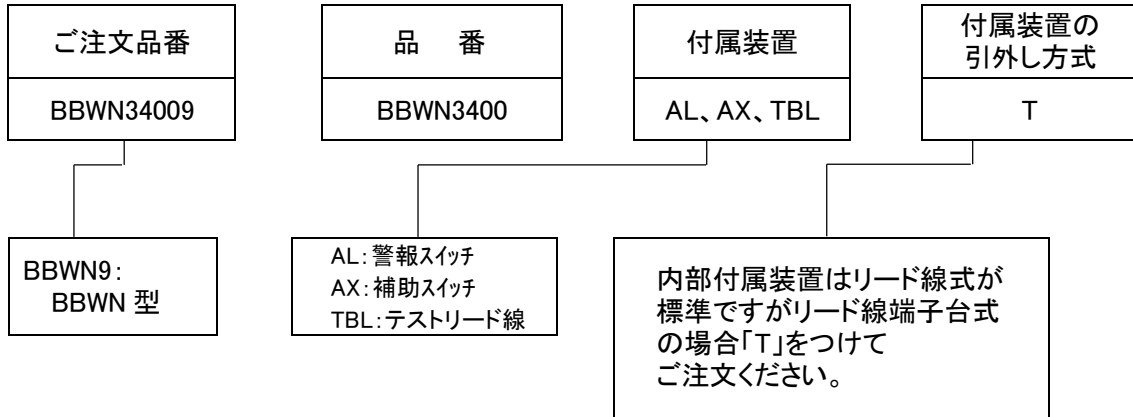 ご注文品番
BBWN34009
品 番
BBWN3400
付属装置
AL、AX、TBL
付属装置の
引外し方式
T
BBWN9：
BBWN 型
AL：警報スイッチ
AX：補助スイッチ
TBL：テストリード線
内部付属装置はリード線式が
標準ですがリード線端子台式
の場合「T」をつけて
ご注文ください。